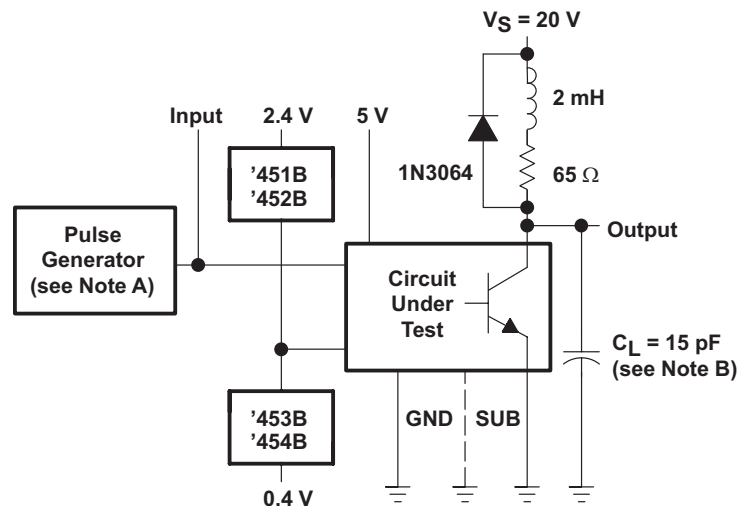 VS = 20 V
Input
2.4 V
5 V
2 mH
'451B
'452B
1N3064
65 Ω
Pulse
Generator
(see Note A)
Output
Circuit
Under
Test
CL = 15 pF
(see Note B)
'453B
'454B
GND
SUB
0.4 V